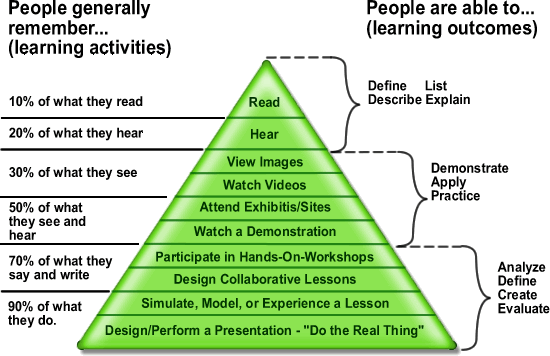 People generally
remember...
(learning activities)
People are able to...
(learning outcomes)
10% of what they read
20% of what they hear
30% of what they see
50% of what
they see and
hear
70% of what they
say and write
90% of what
they do.
Read
Hear
View Images
Watch Videos
Attend Exhibitis/Sites
Watch a Demonstration
Participate in Hands-On-Workshops
Design Collaborative Lessons
Simulate, Model, or Experience a Lesson
Design/Perform a Presentation - "Do the Real Thing"
Define List
Describe Explain
Demonstrate
Apply
Practice
Analyze
Define
Create
Evaluate